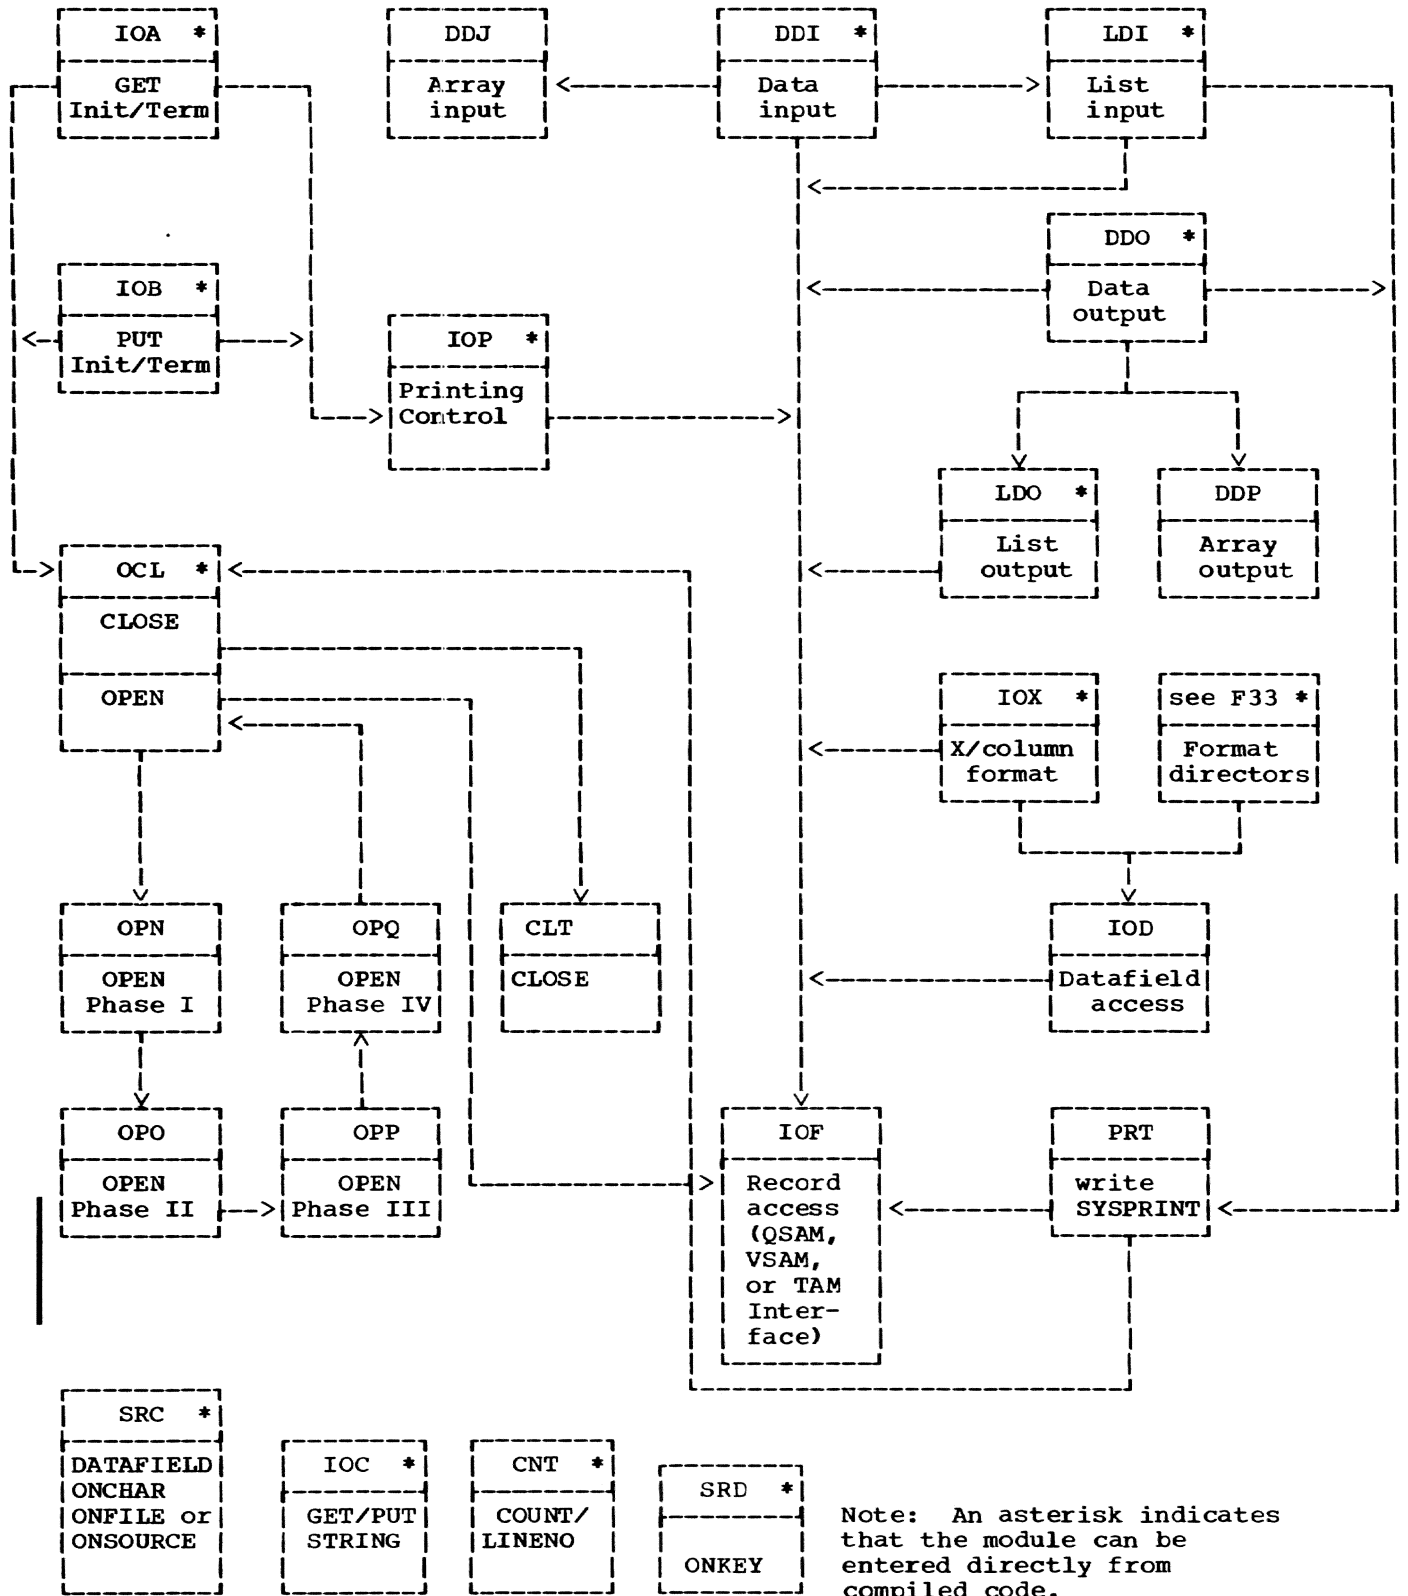 IOA *
GET
Init/Term
DDJ
Array
input
DDI *
Data
input
LDI *
List
input
DDO *
Data
output
IOB *
PUT
Init/Term
IOP *
Printing
Control
LDO *
List
output
DDP
Array
output
OCL *
CLOSE
OPEN
IOX *
X/column
format
see F33 *
Format
directors
OPN
OPEN
Phase I
OPQ
OPEN
Phase IV
CLT
CLOSE
IOD
Datafield
access
OPO
OPEN
Phase II
OPP
OPEN
Phase III
IOF
Record
access
(QSAM,
VSAM,
or TAM
Inter-
face)
PRT
write
SYSPRINT
SRC *
DATAFIELD
ONCHAR
ONFILE or
ONSOURCE
IOC *
GET/PUT
STRING
CNT *
COUNT/
LINENO
SRD *
ONKEY
Note: An asterisk indicates
that the module can be
entered directly from
compiled code.